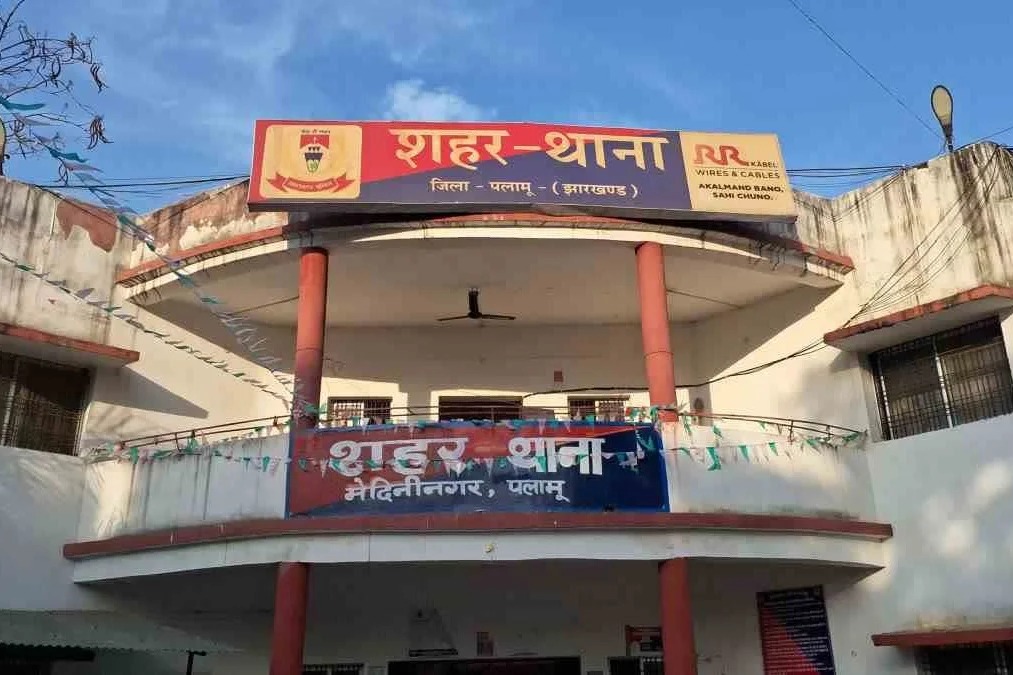 शहर-थाना
जिला - पलामू - (झारखण्ड)
RR KABEL
WIRES & CABLES
AKALMAND BANO,
SAHI CHUNO.
शहर थाना
मेदिनीनगर, पलामू